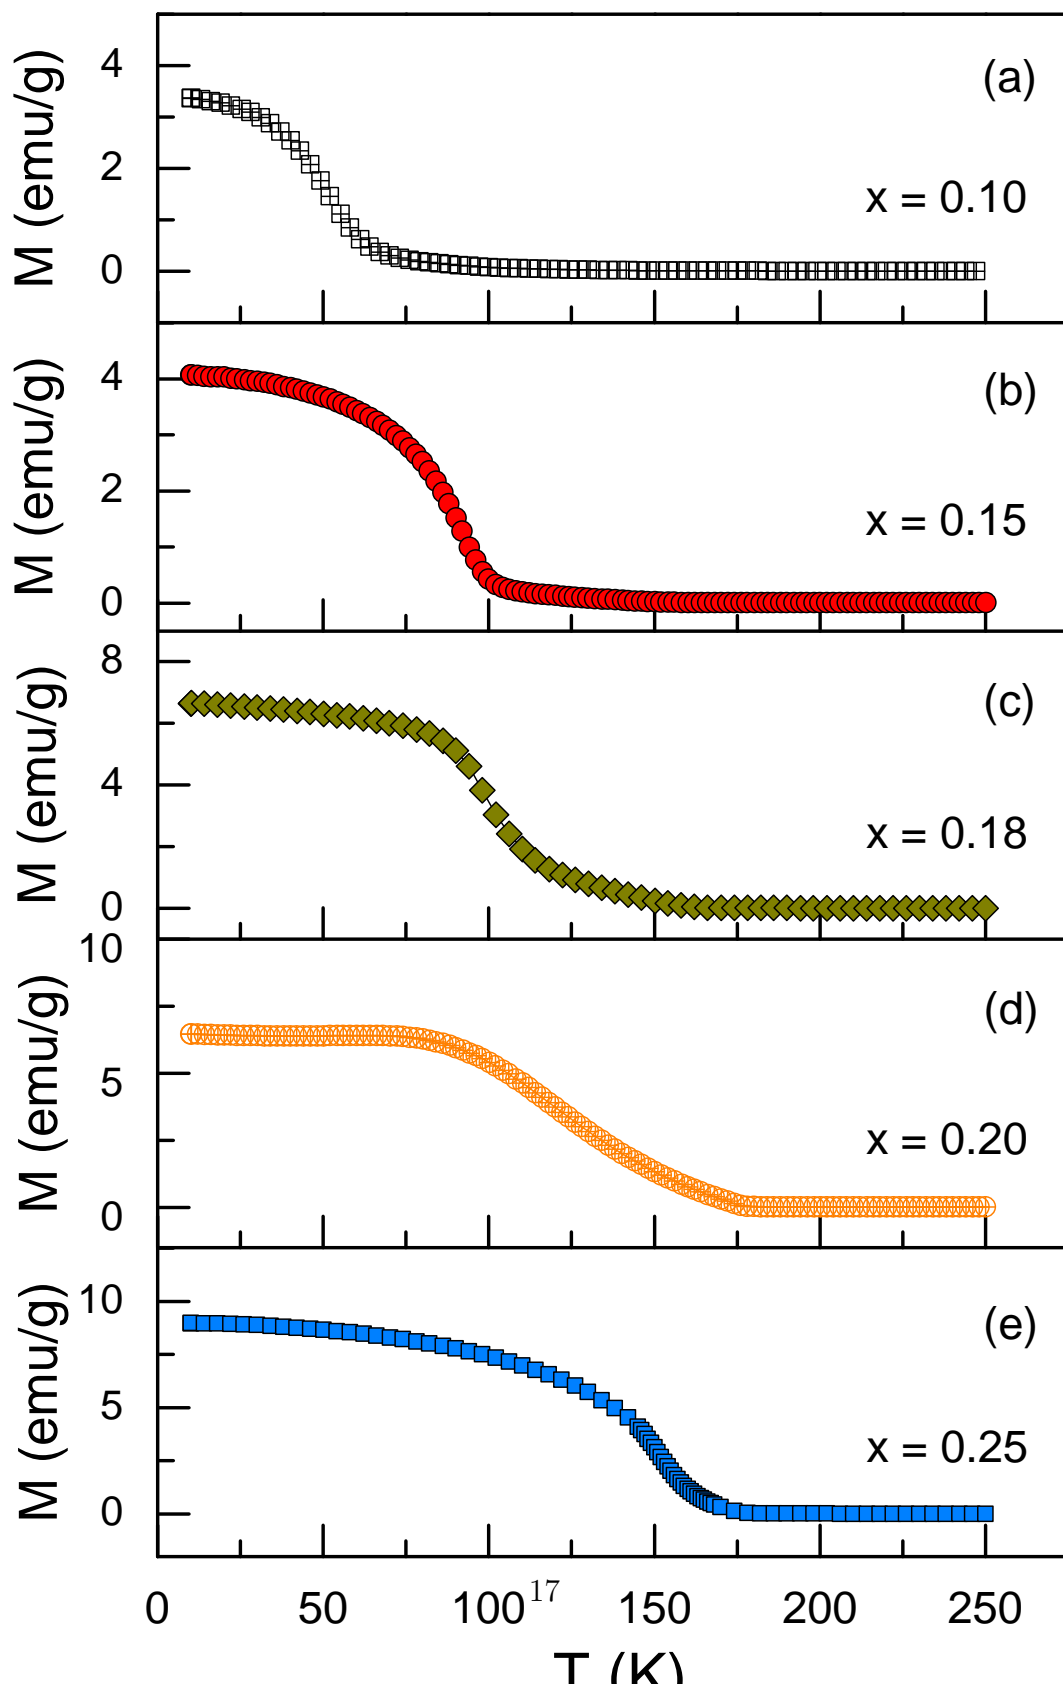 M (emu/g)
4
2
0
(a)
x = 0.10
M (emu/g)
4
2
0
(b)
x = 0.15
M (emu/g)
8
4
0
(c)
x = 0.18
M (emu/g)
10
5
0
(d)
x = 0.20
M (emu/g)
10
5
0
(e)
x = 0.25
0 50 100 17 150 200 250
T (K)